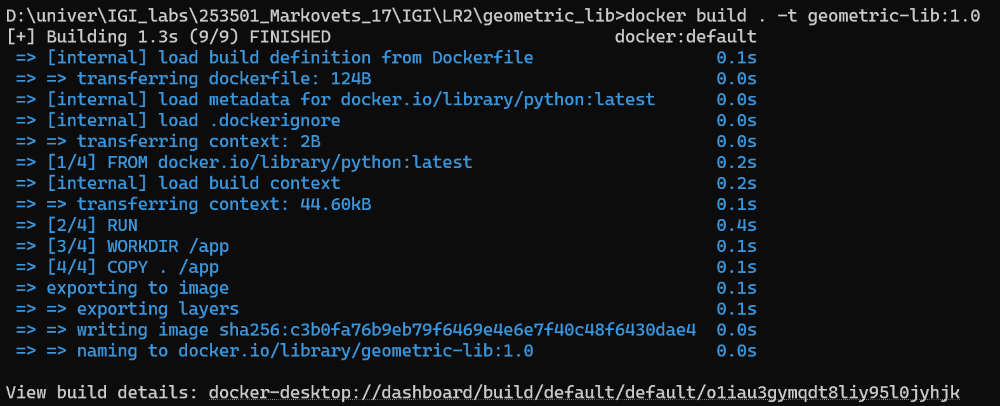 D:\univer\IGI_labs\253501_Markovets_17\IGI\LR2\geometric_lib>docker build . -t geometric-lib:1.0
[+] Building 1.3s (9/9) FINISHED docker:default
=> [internal] load build definition from Dockerfile 0.1s
=> => transferring dockerfile: 124B 0.0s
=> [internal] load metadata for docker.io/library/python:latest 0.0s
=> [internal] load .dockerignore 0.0s
=> => transferring context: 2B 0.0s
=> [1/4] FROM docker.io/library/python:latest 0.2s
=> [internal] load build context 0.2s
=> => transferring context: 44.60kB 0.1s
=> [2/4] RUN 0.4s
=> [3/4] WORKDIR /app 0.1s
=> [4/4] COPY . /app 0.1s
=> exporting to image 0.1s
=> => exporting layers 0.1s
=> => writing image sha256:c3b0fa76b9eb79f6469e4e6e7f40c48f6430dae4 0.0s
=> => naming to docker.io/library/geometric-lib:1.0 0.0s
View build details: docker-desktop://dashboard/build/default/default/o1iau3gymqdt8liy95l0jyhjk